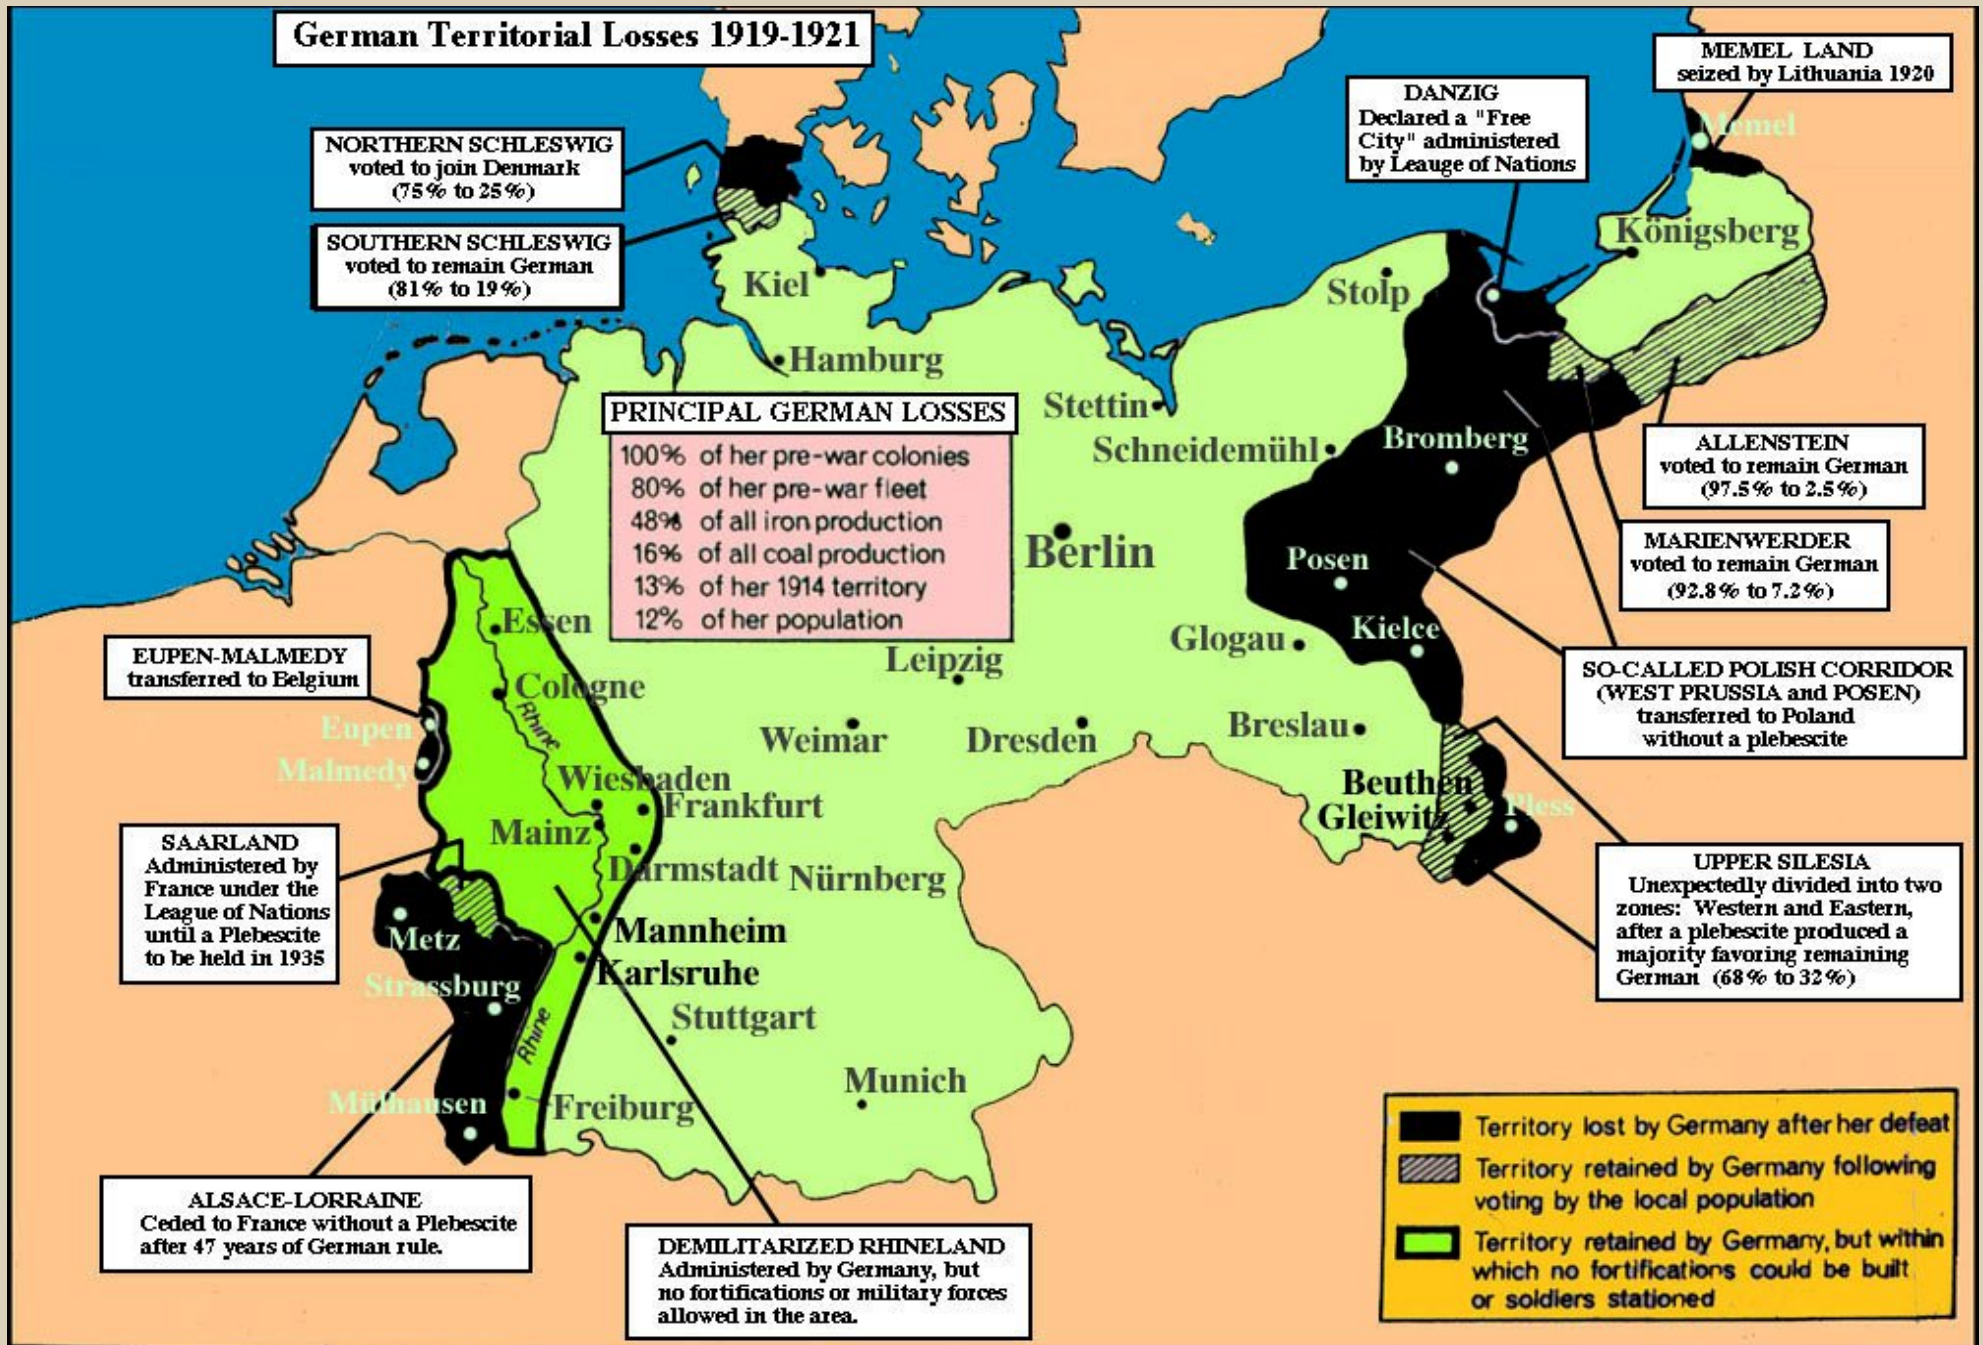 German Territorial Losses 1919-1921
MEMEL LAND
seized by Lithuania 1920
DANZIG
Declared a "Free
City" administered
by Leauge of Nations
NORTHERN SCHLESWIG
voted to join Denmark
(75% to 25%)
SOUTHERN SCHLESWIG
voted to remain German
(81% to 19%)
Memel
Königsberg
Kiel
Stolp
Hamburg
Stettin
Schneidemühl
Bromberg
PRINCIPAL GERMAN LOSSES
100% of her pre-war colonies
80% of her pre-war fleet
48% of all iron production
16% of all coal production
13% of her 1914 territory
12% of her population
ALLENSTEIN
voted to remain German
(97.5% to 2.5%)
MARIENWERDER
voted to remain German
(92.8% to 7.2%)
Berlin
Posen
Kielce
Glogau
Essen
Leipzig
Cologne
Rhine
EUPEN-MALMEDY
transferred to Belgium
Eupen
Malmedy
SO-CALLED POLISH CORRIDOR
(WEST PRUSSIA and POSEN)
transferred to Poland
without a plebescite
Weimar
Dresden
Breslau
Wiesbaden
Frankfurt
Mainz
Darmstadt
Nürnberg
Beuthen
Gleiwitz
Pless
SAARLAND
Administered by
France under the
League of Nations
until a Plebescite
to be held in 1935
UPPER SILESIA
Unexpectedly divided into two
zones: Western and Eastern,
after a plebescite produced a
majority favoring remaining
German (68% to 32%)
Metz
Mannheim
Strassburg
Karlsruhe
Stuttgart
Rhine
Munich
Mülhausen
Freiburg
ALSACE-LORRAINE
Ceded to France without a Plebescite
after 47 years of German rule.
DEMILITARIZED RHINELAND
Administered by Germany, but
no fortifications or military forces
allowed in the area.
Territory lost by Germany after her defeat
Territory retained by Germany following
voting by the local population
Territory retained by Germany, but within
which no fortifications could be built
or soldiers stationed